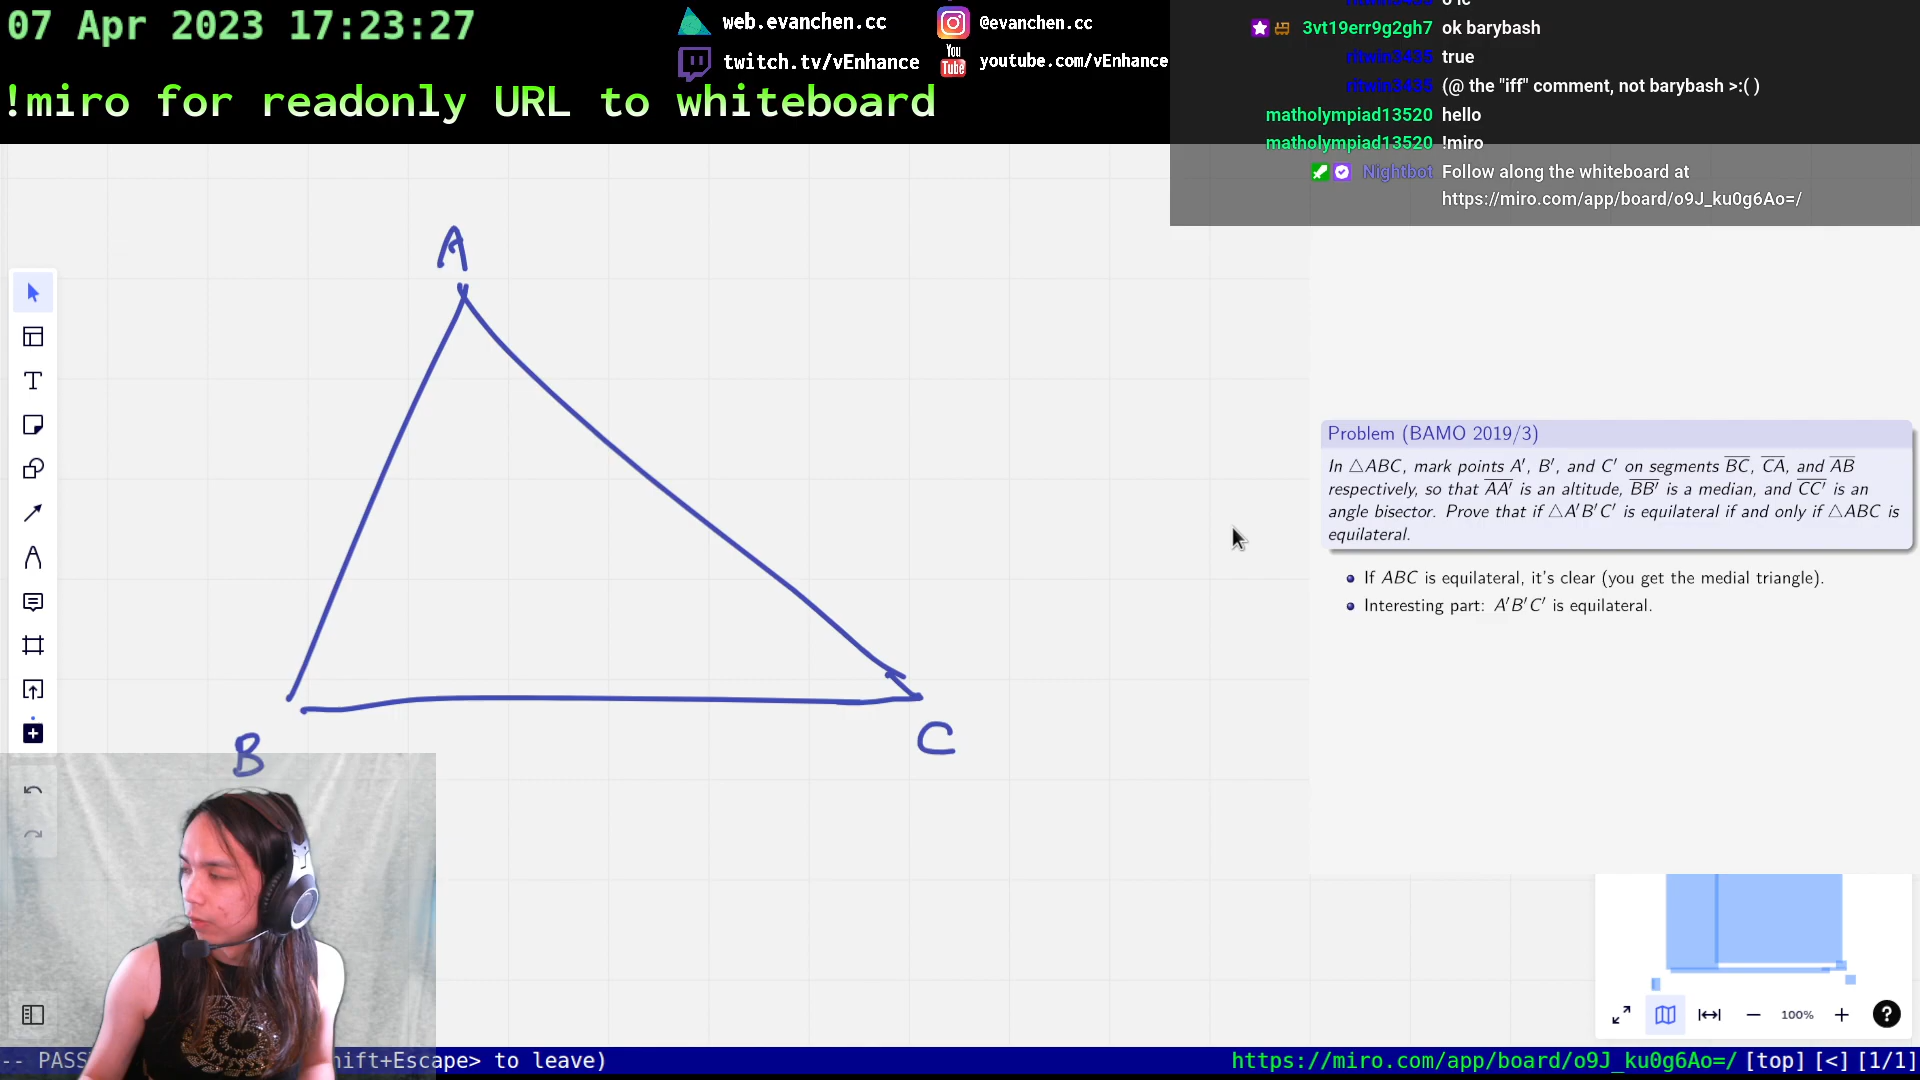 07 Apr 2023 17:23:27
!miro for readonly URL to whiteboard
web.evanchen.cc
@evanchen.cc
twitch.tv/vEnhance
You Tube
youtube.com/vEnhance
3vt19err9g2gh7 ok barybash
ritwin3435 true
ritwin3435 (@ the "iff" comment, not barybash >:( )
matholympiad13520 hello
matholympiad13520 !miro
Nightbot Follow along the whiteboard at
https://miro.com/app/board/o9J_ku0g6Ao=/
A
B
C
Problem (BAMO 2019/3)
In △ABC, mark points A′, B′, and C′ on segments B̅C̅, C̅A̅, and A̅B̅
respectively, so that A̅A̅′ is an altitude, B̅B̅′ is a median, and C̅C̅′ is an
angle bisector. Prove that if △A′B′C′ is equilateral if and only if △ABC is
equilateral.
If ABC is equilateral, it's clear (you get the medial triangle).
Interesting part: A′B′C′ is equilateral.
100%
-- PASS
ift+Escape> to leave)
https://miro.com/app/board/o9J_ku0g6Ao=/ [top] [<] [1/1]